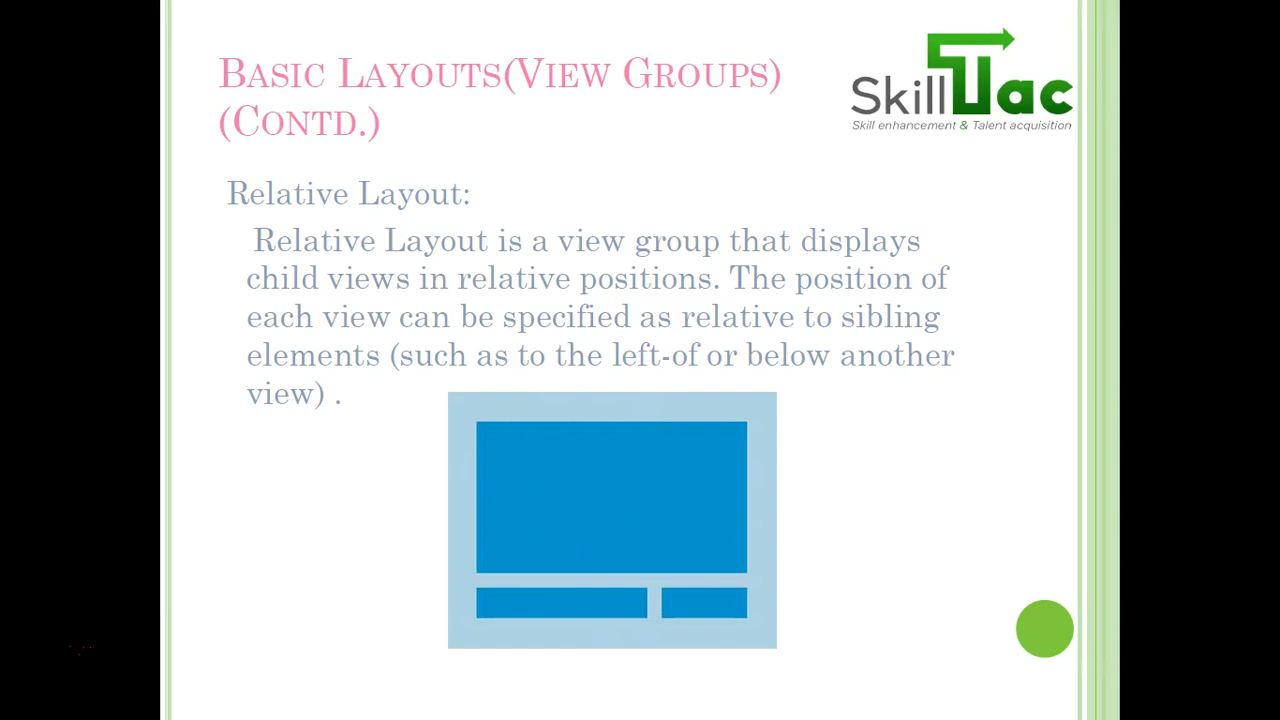 BASIC LAYOUTS(VIEW GROUPS)
(CONTD.)
SkillTac
Skill enhancement & Talent acquisition
Relative Layout:
Relative Layout is a view group that displays
child views in relative positions. The position of
each view can be specified as relative to sibling
elements (such as to the left-of or below another
view) .